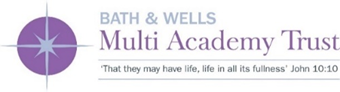 BATH & WELLS
Multi Academy Trust
'That they may have life, life in all its fullness' John 10:10